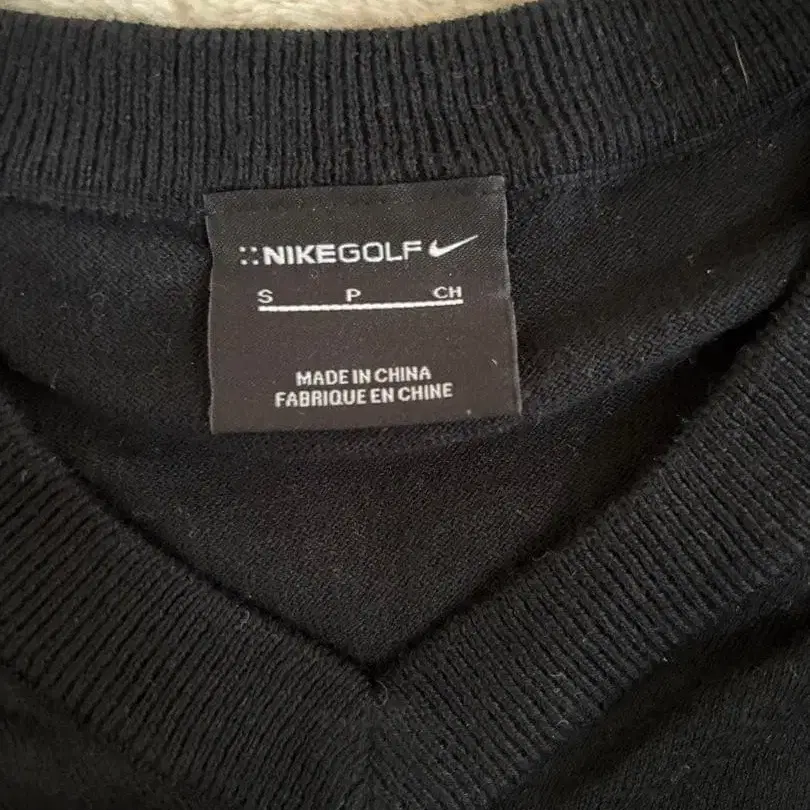 NIKEGOLF
S P CH
MADE IN CHINA
FABRIQUE EN CHINE